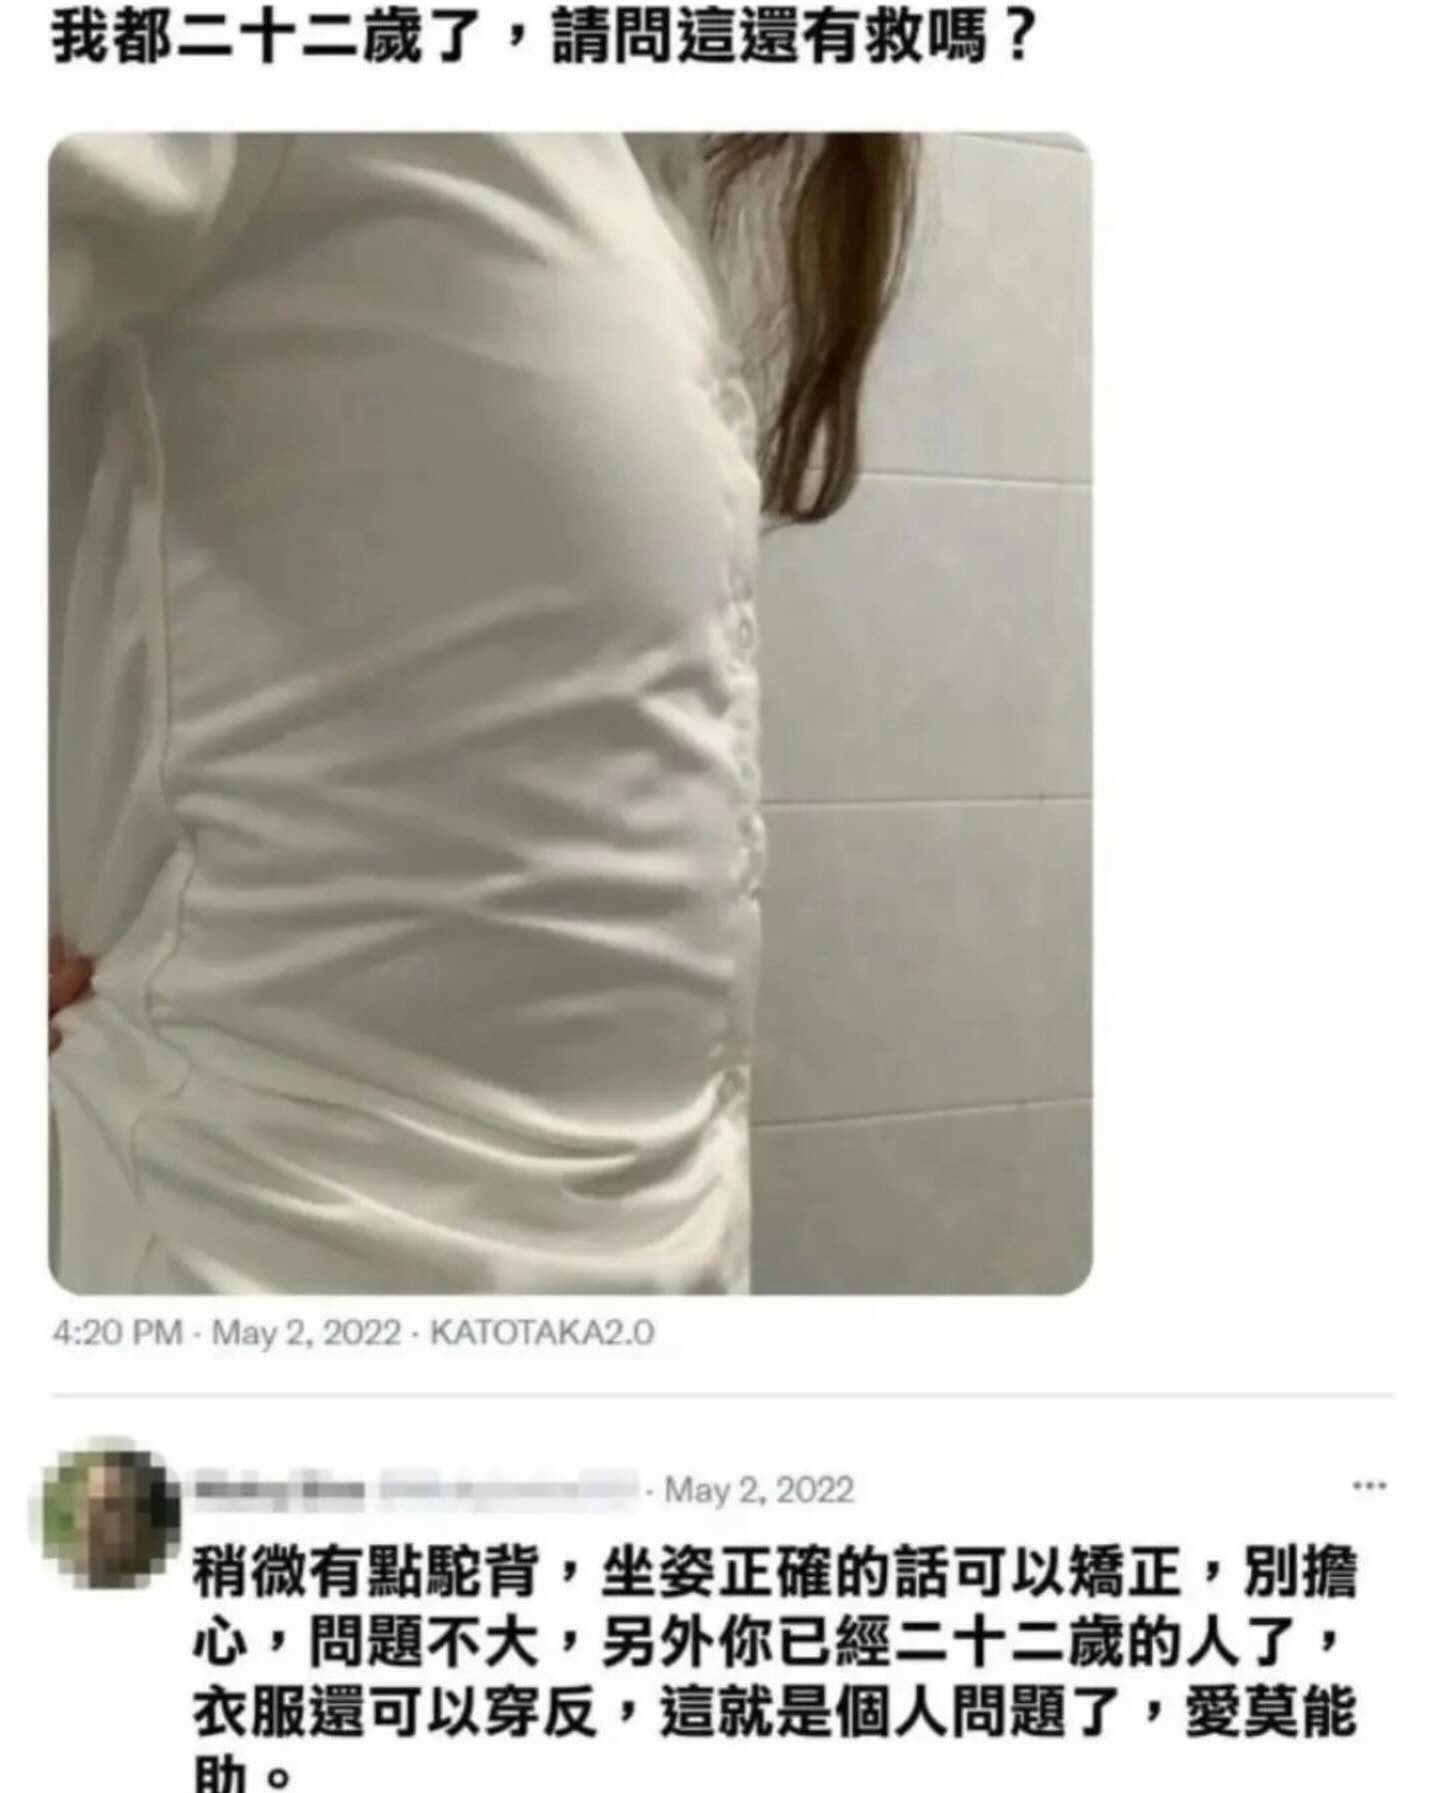 我都二十二歲了，請問這還有救嗎？
4:20 PM · May 2, 2022 · KATOTAKA2.0
· May 2, 2022
稍微有點駝背，坐姿正確的話可以矯正，別擔
心，問題不大，另外你已經二十二歲的人了，
衣服還可以穿反，這就是個人問題了，愛莫能
助。